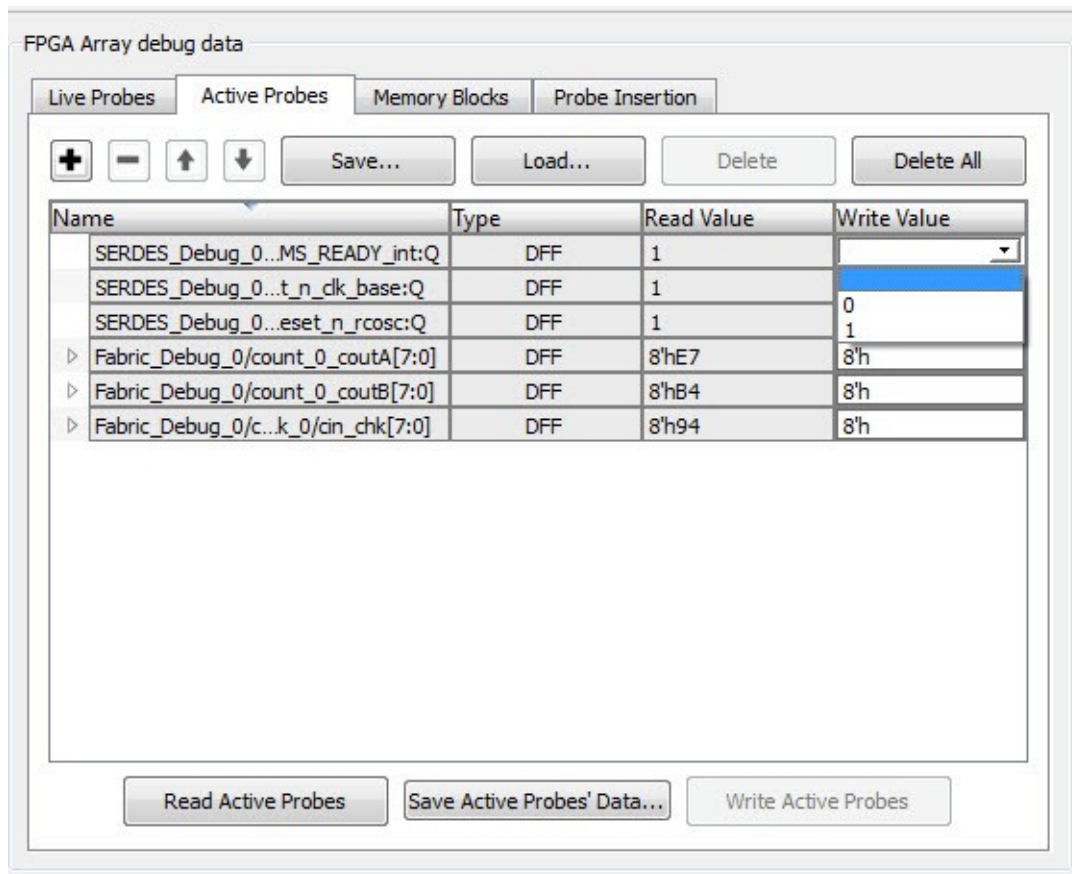 FPGA Array debug data
Live Probes Active Probes Memory Blocks Probe Insertion
Save... Load... Delete Delete All
Name Type Read Value Write Value
SERDES_Debug_0...MS_READY_int:Q DFF 1
SERDES_Debug_0...t_n_clk_base:Q DFF 1
SERDES_Debug_0...eset_n_rcosc:Q DFF 1
0
1
Fabric_Debug_0/count_0_coutA[7:0] DFF 8'hE7 8'h
Fabric_Debug_0/count_0_coutB[7:0] DFF 8'hB4 8'h
Fabric_Debug_0/c...k_0/cin_chk[7:0] DFF 8'h94 8'h
Read Active Probes Save Active Probes' Data... Write Active Probes